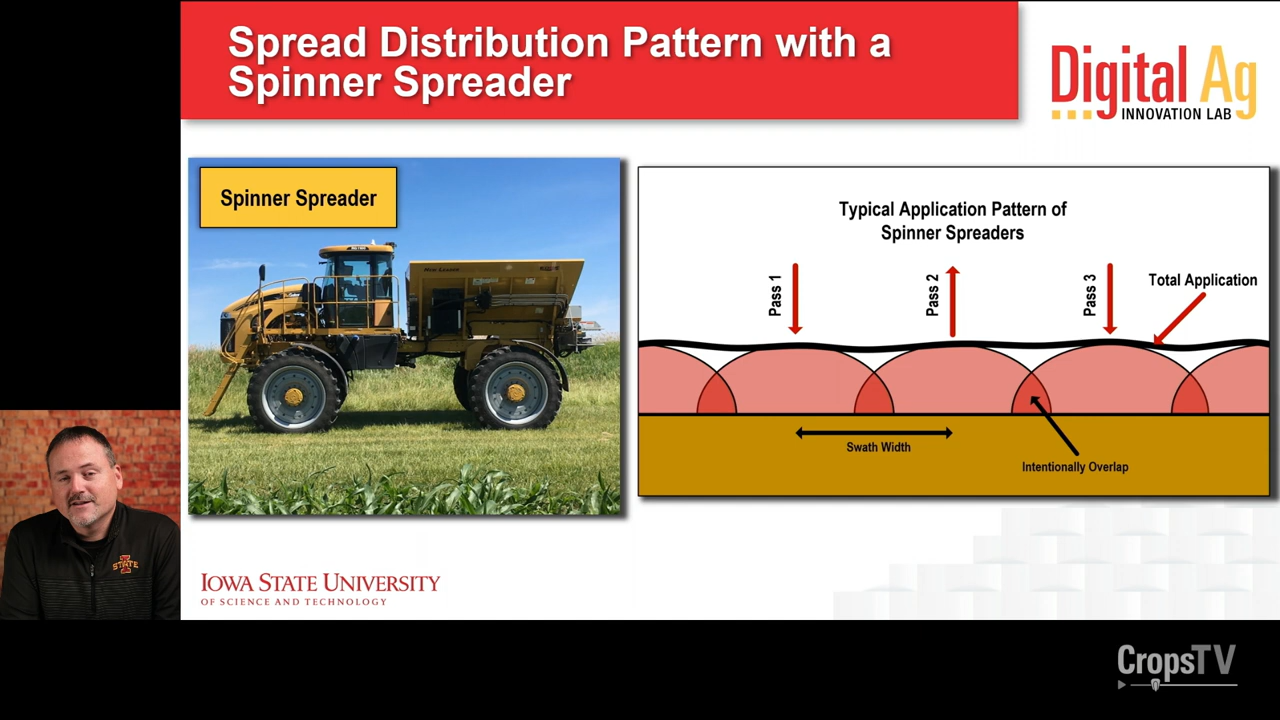 Spread Distribution Pattern with a
Spinner Spreader
Digital Ag
INNOVATION LAB
Spinner Spreader
Typical Application Pattern of
Spinner Spreaders
Pass 1
Pass 2
Pass 3
Total Application
Swath Width
Intentionally Overlap
STATE
IOWA STATE UNIVERSITY
OF SCIENCE AND TECHNOLOGY
CropsTV